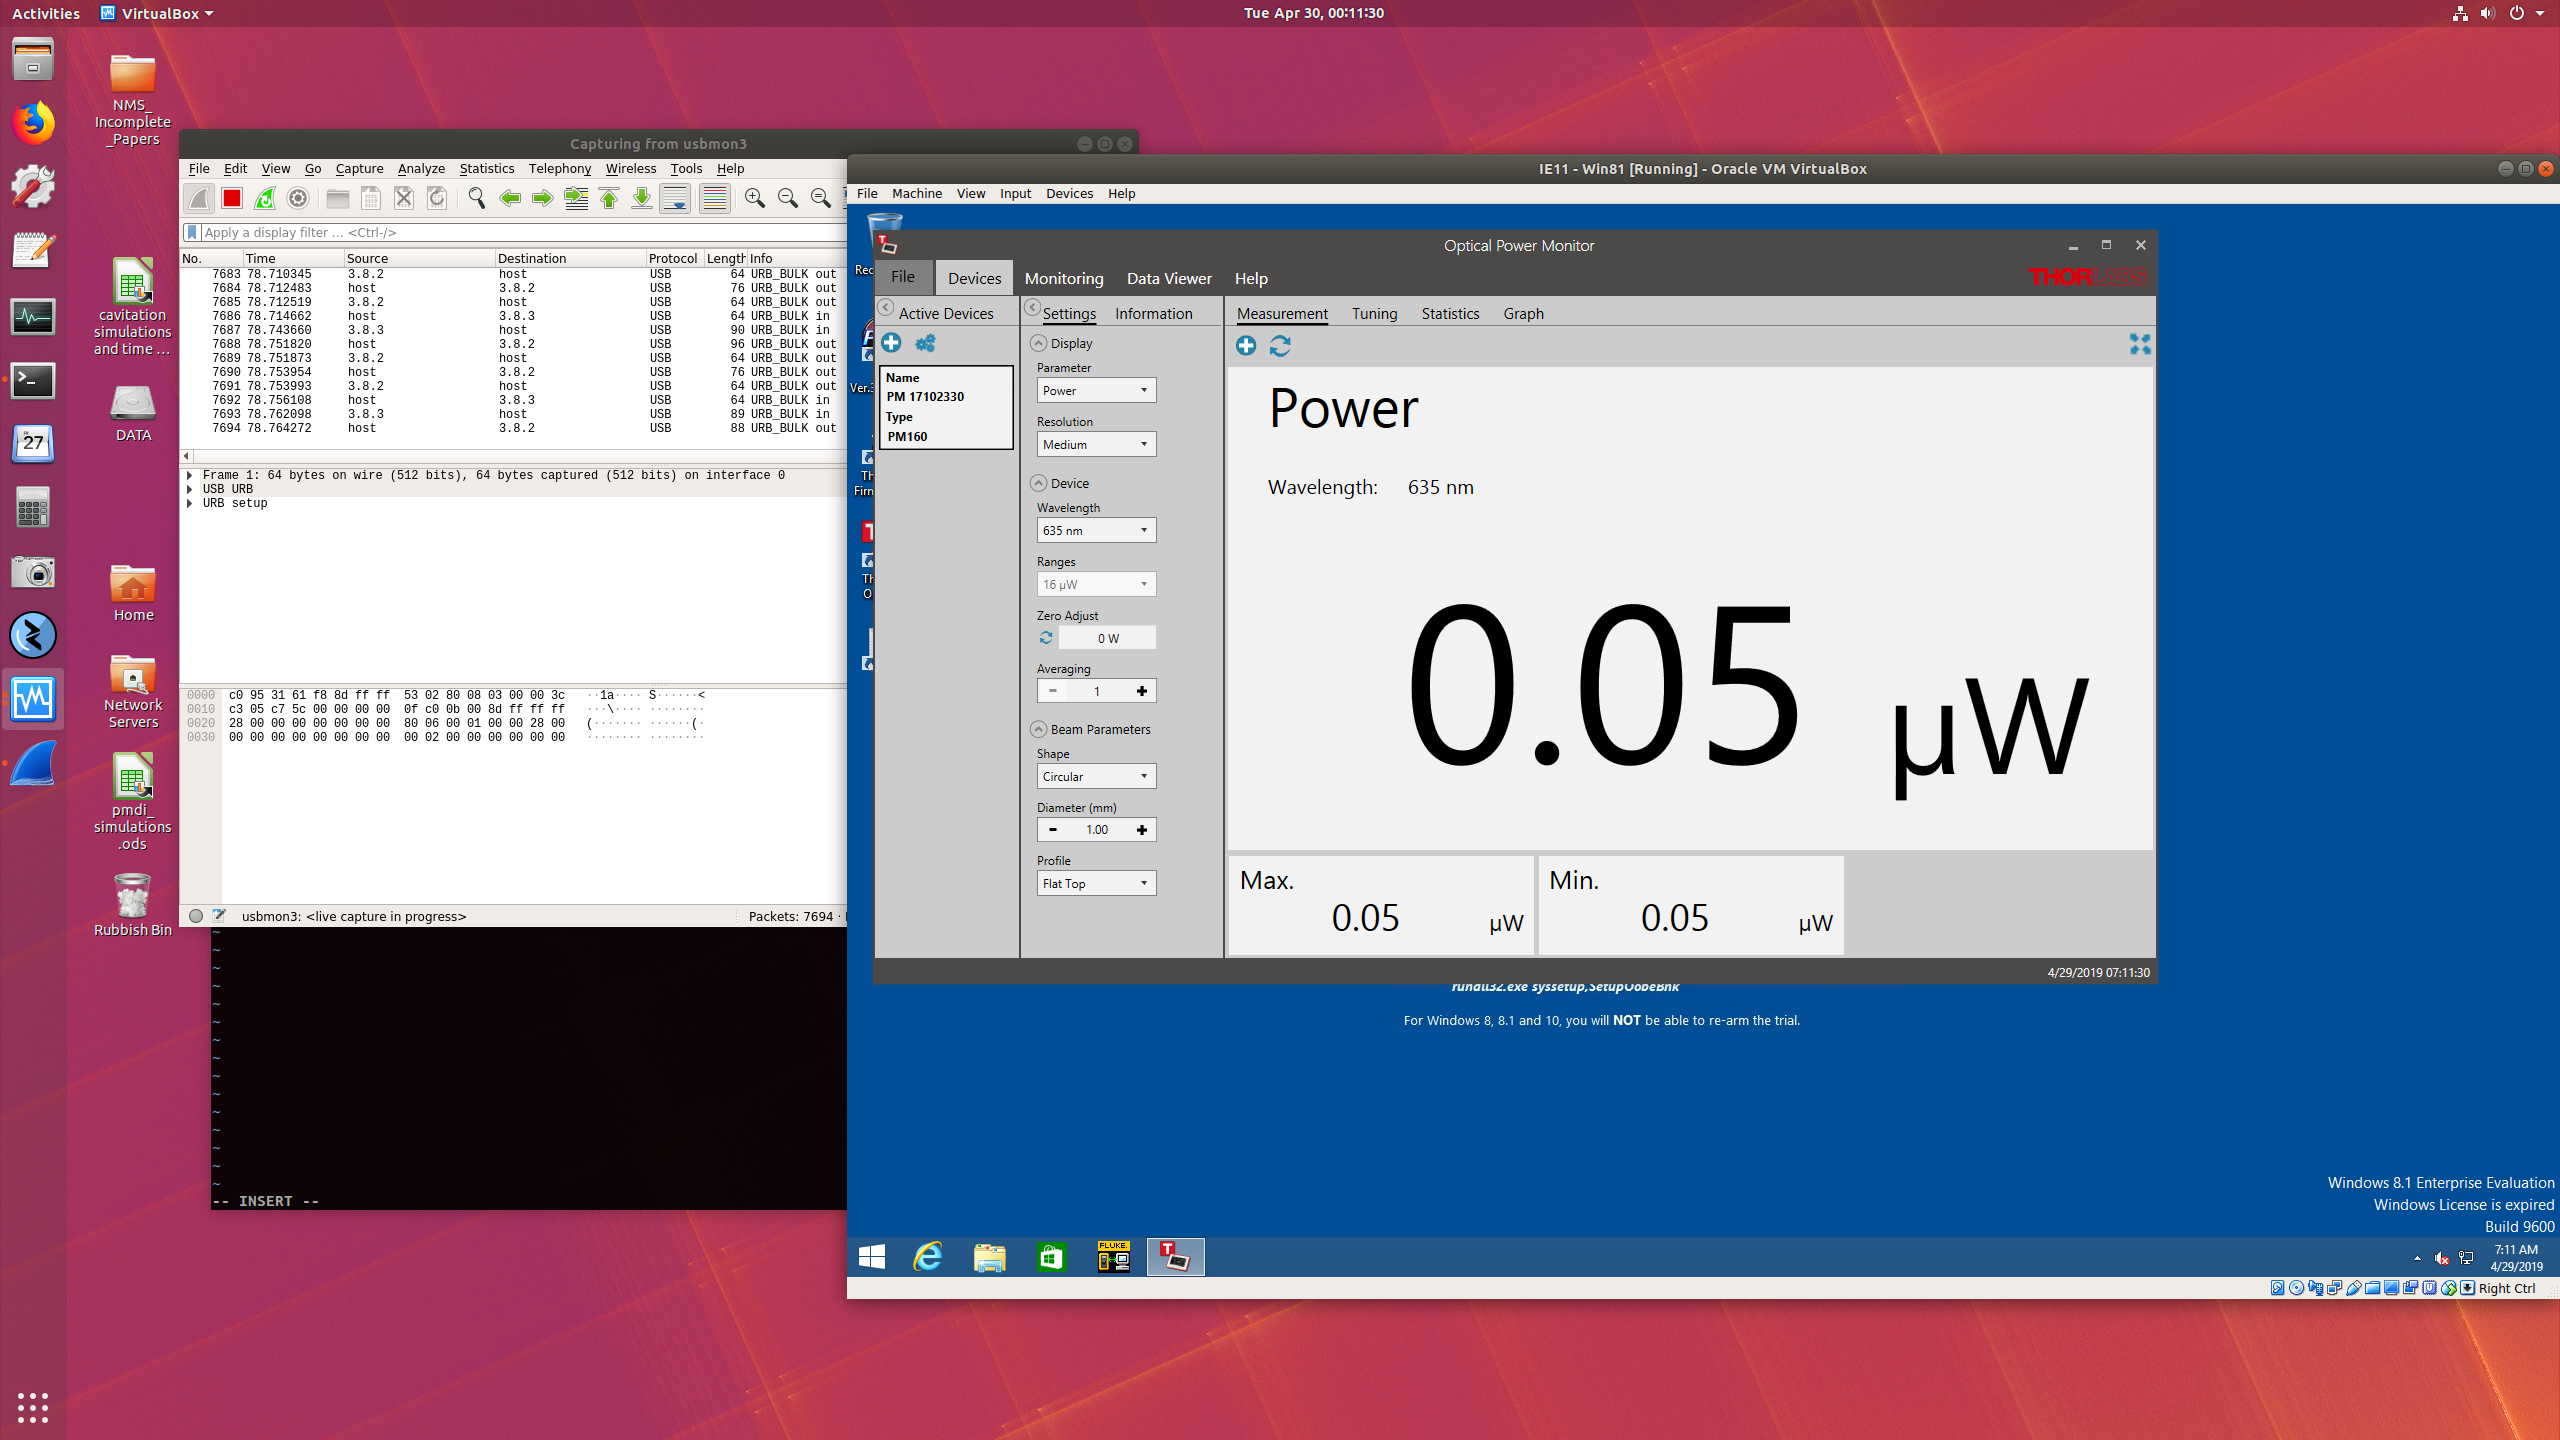 Activities
VirtualBox
Tue Apr 30, 00:11:30
NMS_
Incomplete
_Papers
cavitation
simulations
and time ...
DATA
27
Home
Network
Servers
pmdi_
simulations
.ods
Rubbish Bin
Capturing from usbmon3
File Edit View Go Capture Analyze Statistics Telephony Wireless Tools Help
Apply a display filter ... <Ctrl-/>
No. Time Source Destination Protocol Length Info
7683 78.710345 3.8.2 host USB 64 URB_BULK out
7684 78.712483 host 3.8.2 USB 76 URB_BULK out
7685 78.712519 3.8.2 host USB 64 URB_BULK out
7686 78.714662 host 3.8.3 USB 64 URB_BULK in
7687 78.743660 3.8.3 host USB 90 URB_BULK in
7688 78.751820 host 3.8.2 USB 96 URB_BULK out
7689 78.751873 3.8.2 host USB 64 URB_BULK out
7690 78.753954 host 3.8.2 USB 76 URB_BULK out
7691 78.753993 3.8.2 host USB 64 URB_BULK out
7692 78.756108 host 3.8.3 USB 64 URB_BULK in
7693 78.762098 3.8.3 host USB 89 URB_BULK in
7694 78.764272 host 3.8.2 USB 88 URB_BULK out
Frame 1: 64 bytes on wire (512 bits), 64 bytes captured (512 bits) on interface 0
USB URB
URB setup
0000 c0 95 31 61 f8 8d ff ff 53 02 80 08 03 00 00 3c ··1a···· S······<
0010 c3 05 c7 5c 00 00 00 00 0f c0 0b 00 8d ff ff ff ···\···· ········
0020 28 00 00 00 00 00 00 00 80 06 00 01 00 00 28 00 (······· ······(·
0030 00 00 00 00 00 00 00 00 00 02 00 00 00 00 00 00 ········ ········
usbmon3: <live capture in progress>
Packets: 7694 ·
-- INSERT --
IE11 - Win81 [Running] - Oracle VM VirtualBox
File Machine View Input Devices Help
Rec
Ver.3
Th
Firn
Th
O
Optical Power Monitor
File Devices Monitoring Data Viewer Help
THORLABS
Active Devices
Name
PM 17102330
Type
PM160
Settings Information
Display
Parameter
Power
Resolution
Medium
Device
Wavelength
635 nm
Ranges
16 µW
Zero Adjust
0 W
Averaging
1
Beam Parameters
Shape
Circular
Diameter (mm)
1.00
Profile
Flat Top
Measurement Tuning Statistics Graph
Power
Wavelength: 635 nm
0.05 µW
Max.
0.05 µW
Min.
0.05 µW
4/29/2019 07:11:30
rundll32.exe syssetup,SetupOobeBnk
For Windows 8, 8.1 and 10, you will NOT be able to re-arm the trial.
Windows 8.1 Enterprise Evaluation
Windows License is expired
Build 9600
FLUKE.
7:11 AM
4/29/2019
Right Ctrl